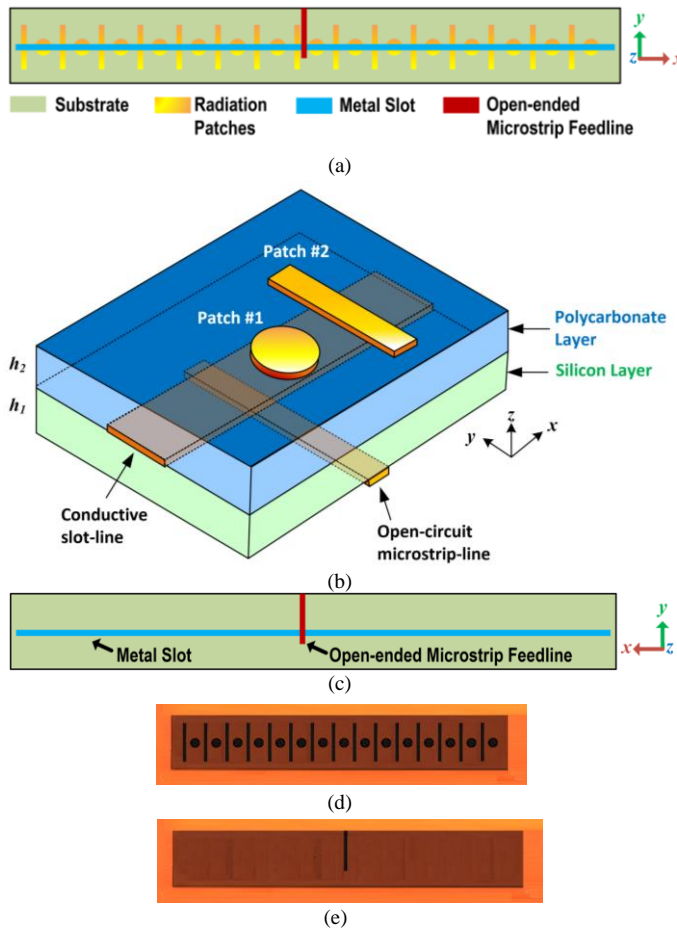 y
z
x
Substrate
Radiation
Patches
Metal Slot
Open-ended
Microstrip Feedline
(a)
Patch #2
Patch #1
Polycarbonate
Layer
h2
Silicon Layer
h1
z
y
x
Conductive
slot-line
Open-circuit
microstrip-line
(b)
y
x
z
Metal Slot
Open-ended Microstrip Feedline
(c)
(d)
(e)